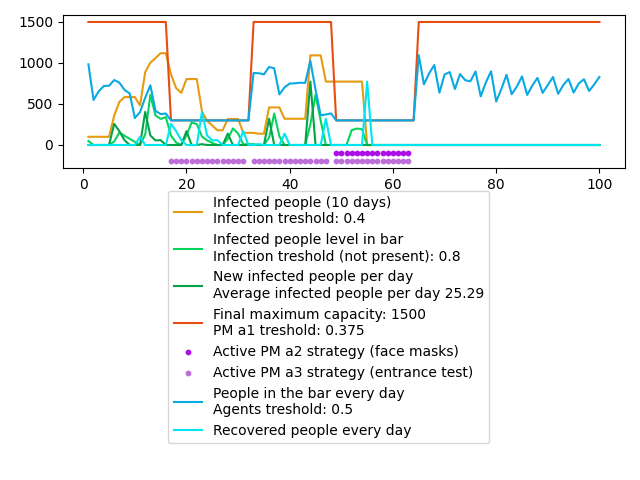 1500
1000
500
0
0
20
40
60
80
100
Infected people (10 days)
Infection treshold: 0.4
Infected people level in bar
Infection treshold (not present): 0.8
New infected people per day
Average infected people per day 25.29
Final maximum capacity: 1500
PM a1 treshold: 0.375
Active PM a2 strategy (face masks)
Active PM a3 strategy (entrance test)
People in the bar every day
Agents treshold: 0.5
Recovered people every day